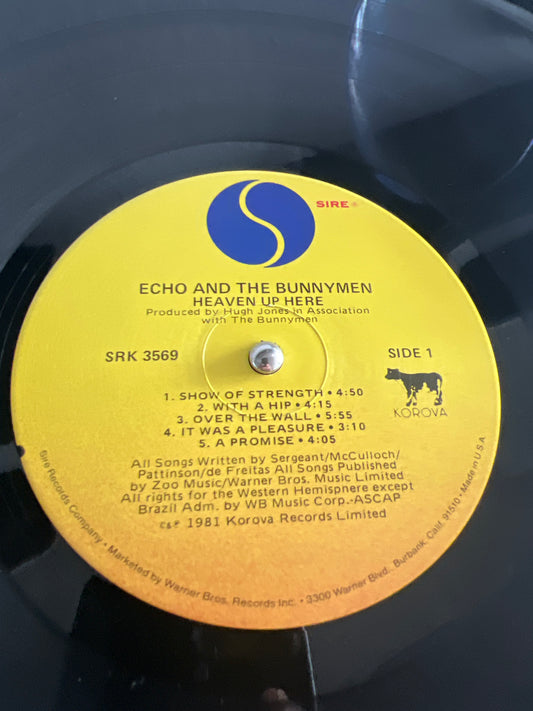 SIRE®
ECHO AND THE BUNNYMEN
HEAVEN UP HERE
Produced by Hugh Jones in Association
with The Bunnymen
SRK 3569
SIDE 1
1. SHOW OF STRENGTH • 4:50
2. WITH A HIP • 4:15
3. OVER THE WALL • 5:55
4. IT WAS A PLEASURE • 3:10
5. A PROMISE • 4:05
KOROVA
All Songs Written by Sergeant/McCulloch/
Pattinson/de Freitas All Songs Published
by Zoo Music/Warner Bros. Music Limited
All rights for the Western Hemisphere except
Brazil Adm. by WB Music Corp.-ASCAP
©&℗ 1981 Korova Records Limited
Sire Records Company • Marketed by Warner Bros. Records Inc. • 3300 Warner Blvd., Burbank, Calif. 91510 • Made in U.S.A.